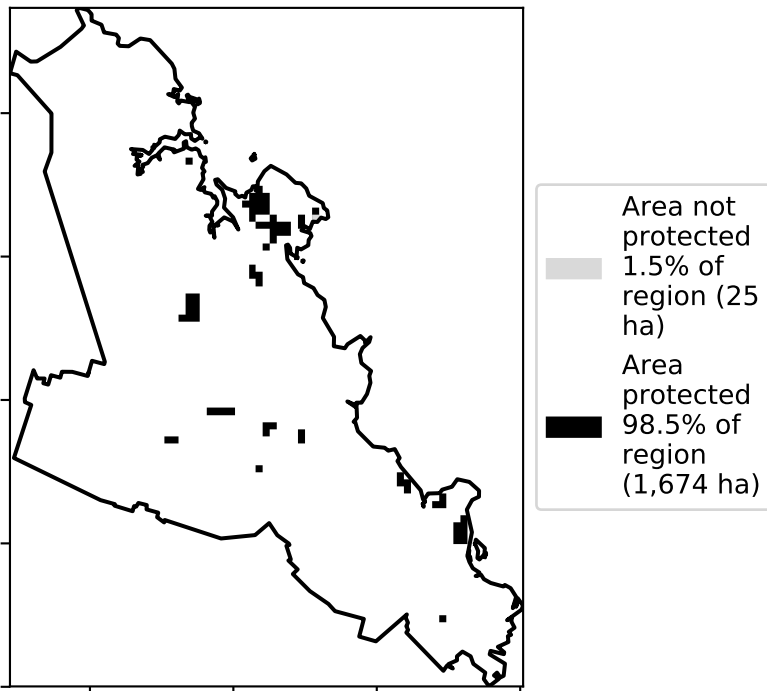 Area not
protected
1.5% of
region (25
ha)
Area
protected
98.5% of
region
(1,674 ha)